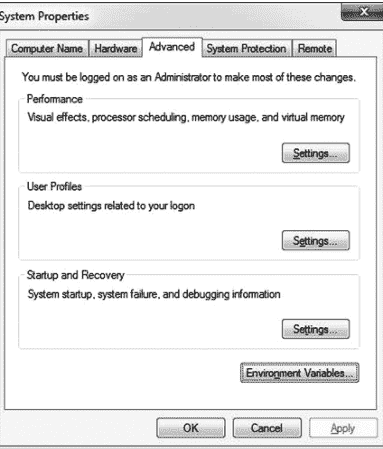 System Properties
Computer Name Hardware Advanced System Protection Remote
You must be logged on as an Administrator to make most of these changes.
Performance
Visual effects, processor scheduling, memory usage, and virtual memory
Settings...
User Profiles
Desktop settings related to your logon
Settings...
Startup and Recovery
System startup, system failure, and debugging information
Settings...
Environment Variables...
OK Cancel Apply